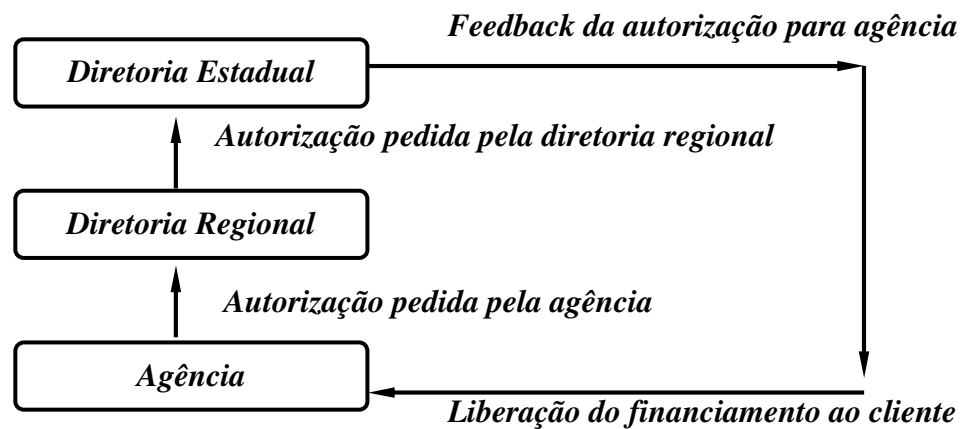 Feedback da autorização para agência
Diretoria Estadual
Autorização pedida pela diretoria regional
Diretoria Regional
Autorização pedida pela agência
Agência
Liberação do financiamento ao cliente